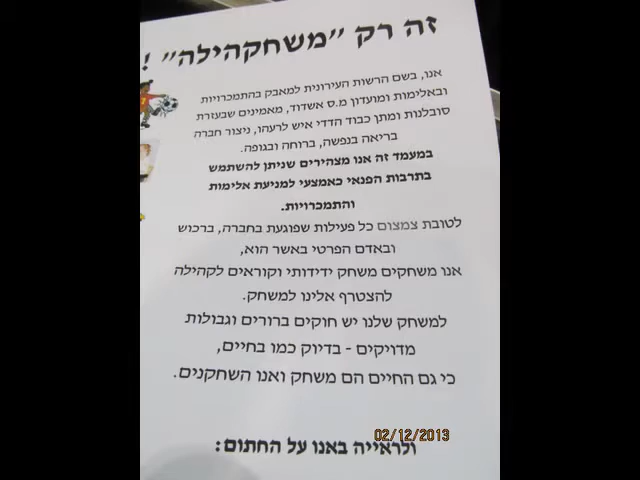 זה רק "משחקהילה" !
אנו, בשם הרשות העירונית למאבק בהתמכרויות
ובאלימות ומועדון מ.ס אשדוד, מאמינים שבעזרת
סובלנות ומתן כבוד הדדי איש לרעהו, ניצור חברה
בריאה בנפשה, ברוחה ובגופה.
במעמד זה אנו מצהירים שניתן להשתמש
בתרבות הפנאי כאמצעי למניעת אלימות
והתמכרויות.
לטובת צמצום כל פעילות שפוגעת בחברה, ברכוש
ובאדם הפרטי באשר הוא,
אנו משחקים משחק ידידותי וקוראים לקהילה
להצטרף אלינו למשחק.
למשחק שלנו יש חוקים ברורים וגבולות
מדויקים - בדיוק כמו בחיים,
כי גם החיים הם משחק ואנו השחקנים.
ולראייה באנו על החתום:
02/12/2013